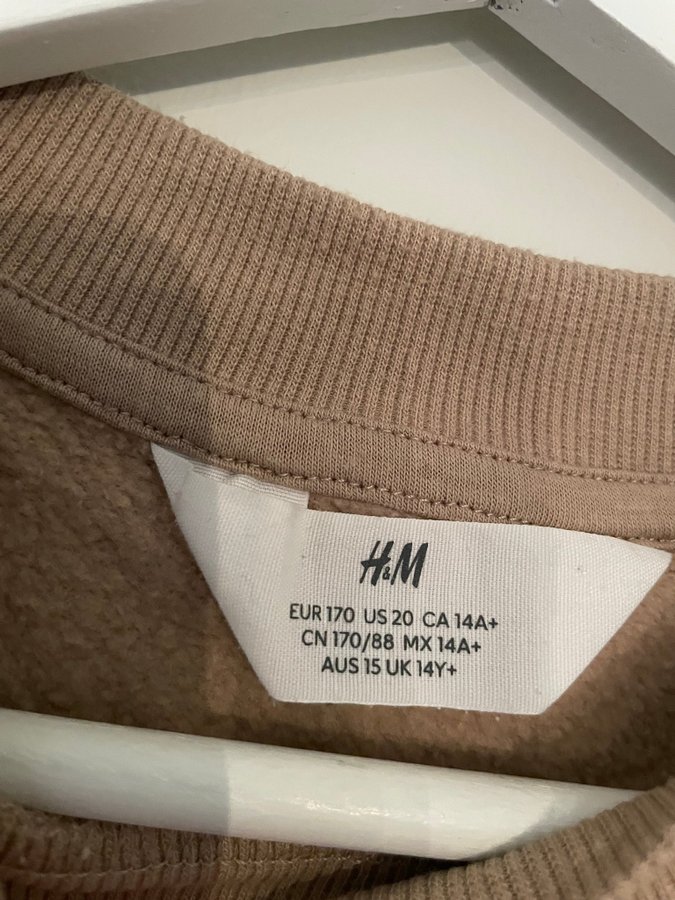 H&M
EUR 170 US 20 CA 14A+
CN 170/88 MX 14A+
AUS 15 UK 14Y+